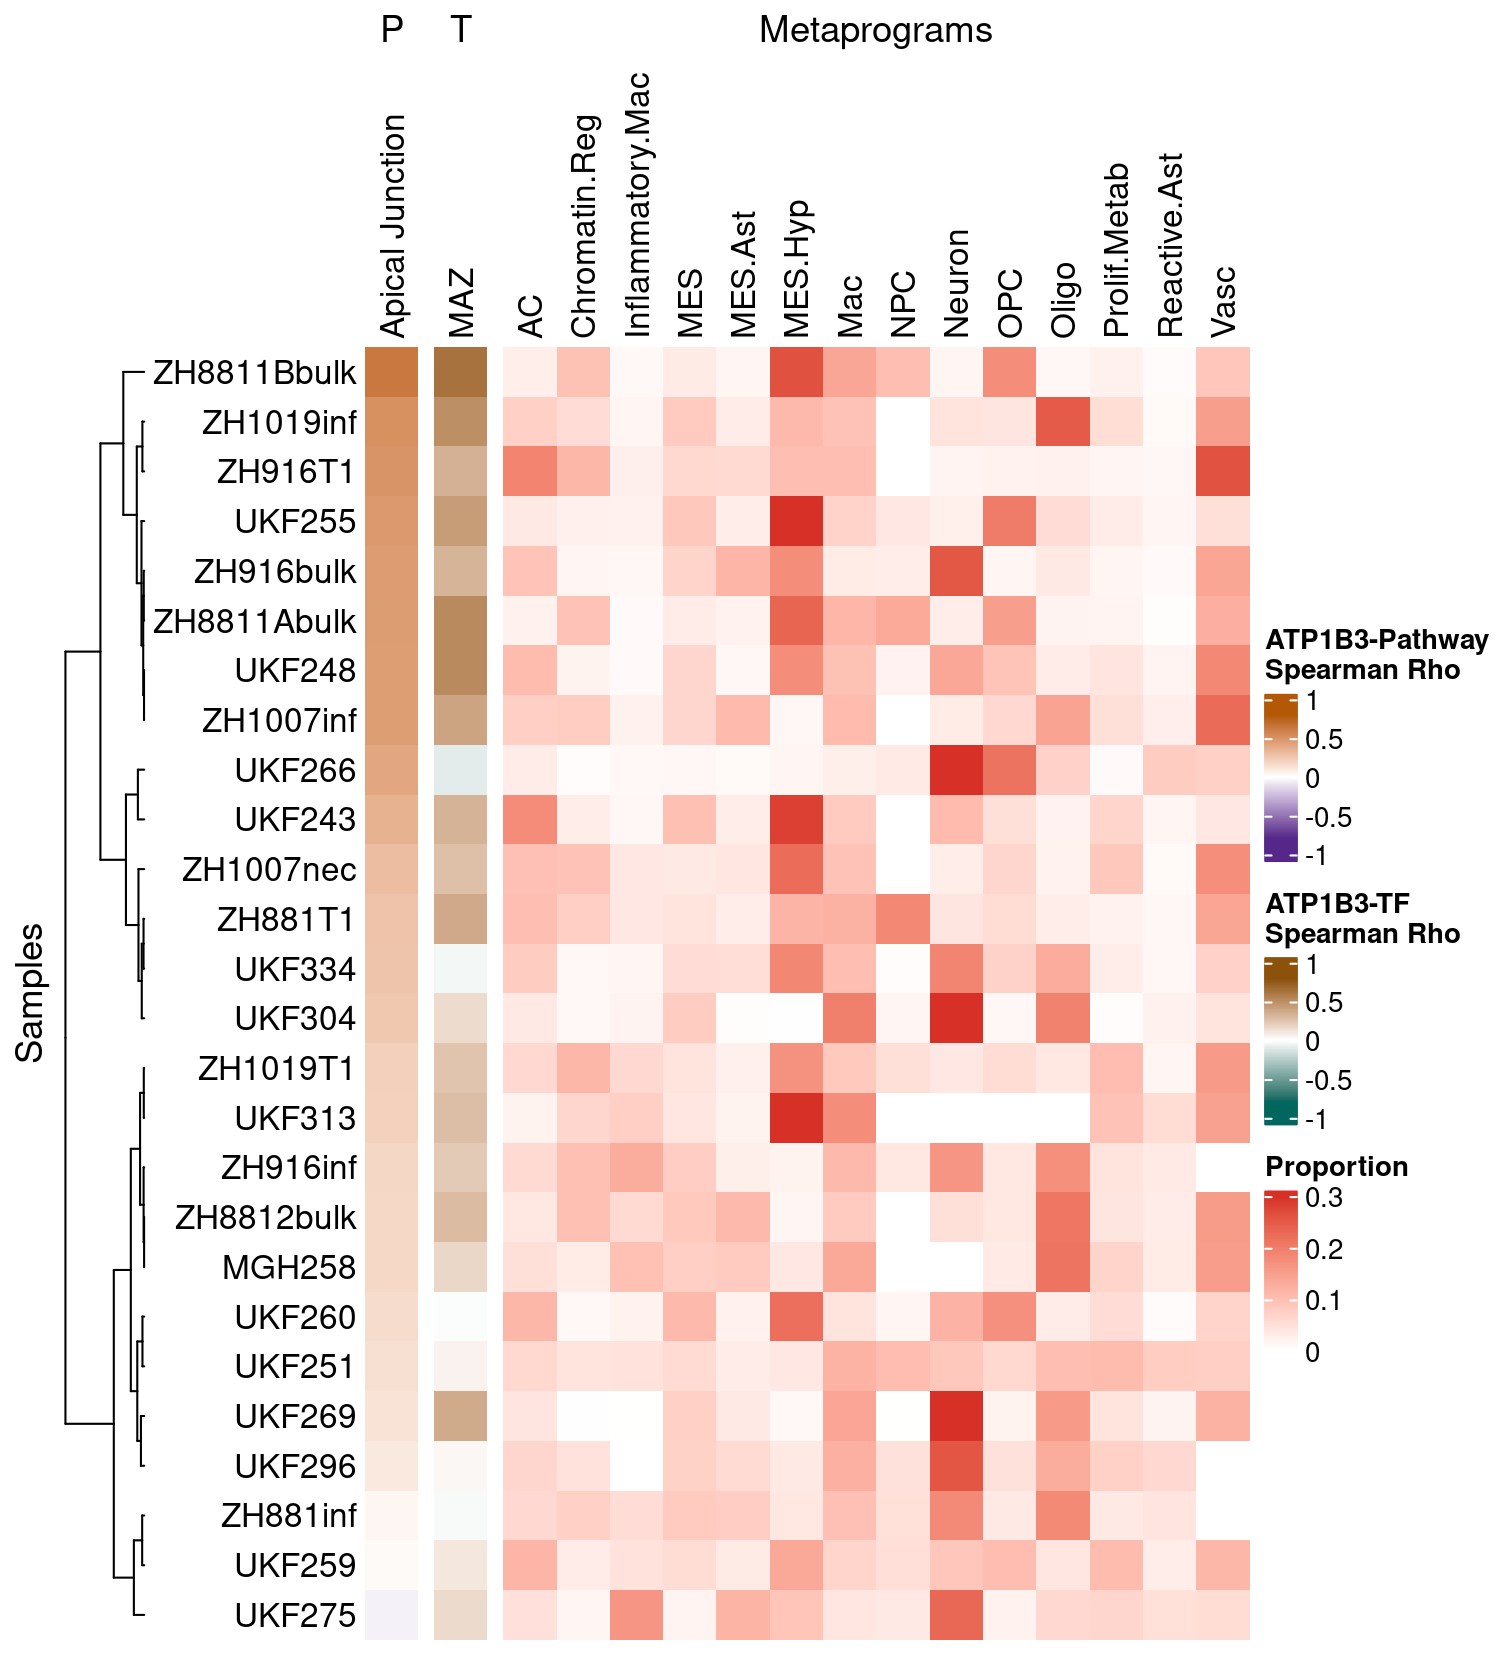 P T Metaprograms
Apical Junction
MAZ
AC
Chromatin.Reg
Inflammatory.Mac
MES
MES.Ast
MES.Hyp
Mac
NPC
Neuron
OPC
Oligo
Prolif.Metab
Reactive.Ast
Vasc
Samples
ZH8811Bbulk
ZH1019inf
ZH916T1
UKF255
ZH916bulk
ZH8811Abulk
UKF248
ZH1007inf
UKF266
UKF243
ZH1007nec
ZH881T1
UKF334
UKF304
ZH1019T1
UKF313
ZH916inf
ZH8812bulk
MGH258
UKF260
UKF251
UKF269
UKF296
ZH881inf
UKF259
UKF275
ATP1B3-Pathway
Spearman Rho
1
0.5
0
-0.5
-1
ATP1B3-TF
Spearman Rho
1
0.5
0
-0.5
-1
Proportion
0.3
0.2
0.1
0